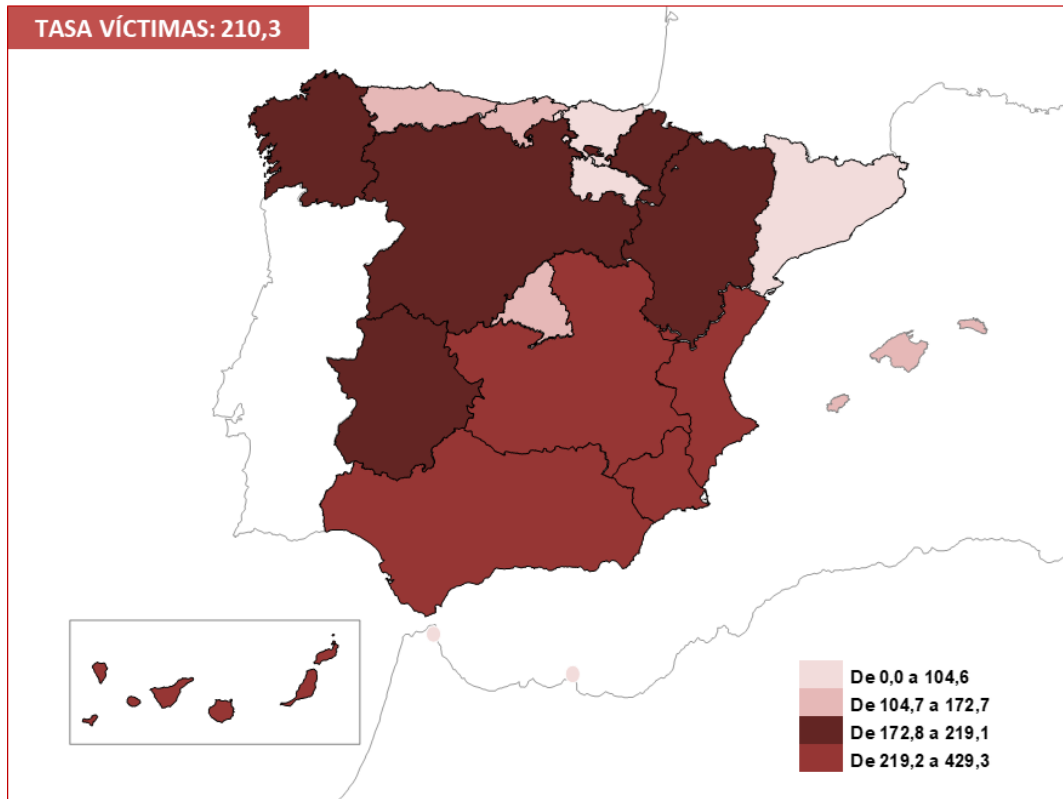 TASA VÍCTIMAS: 210,3
De 0,0 a 104,6
De 104,7 a 172,7
De 172,8 a 219,1
De 219,2 a 429,3